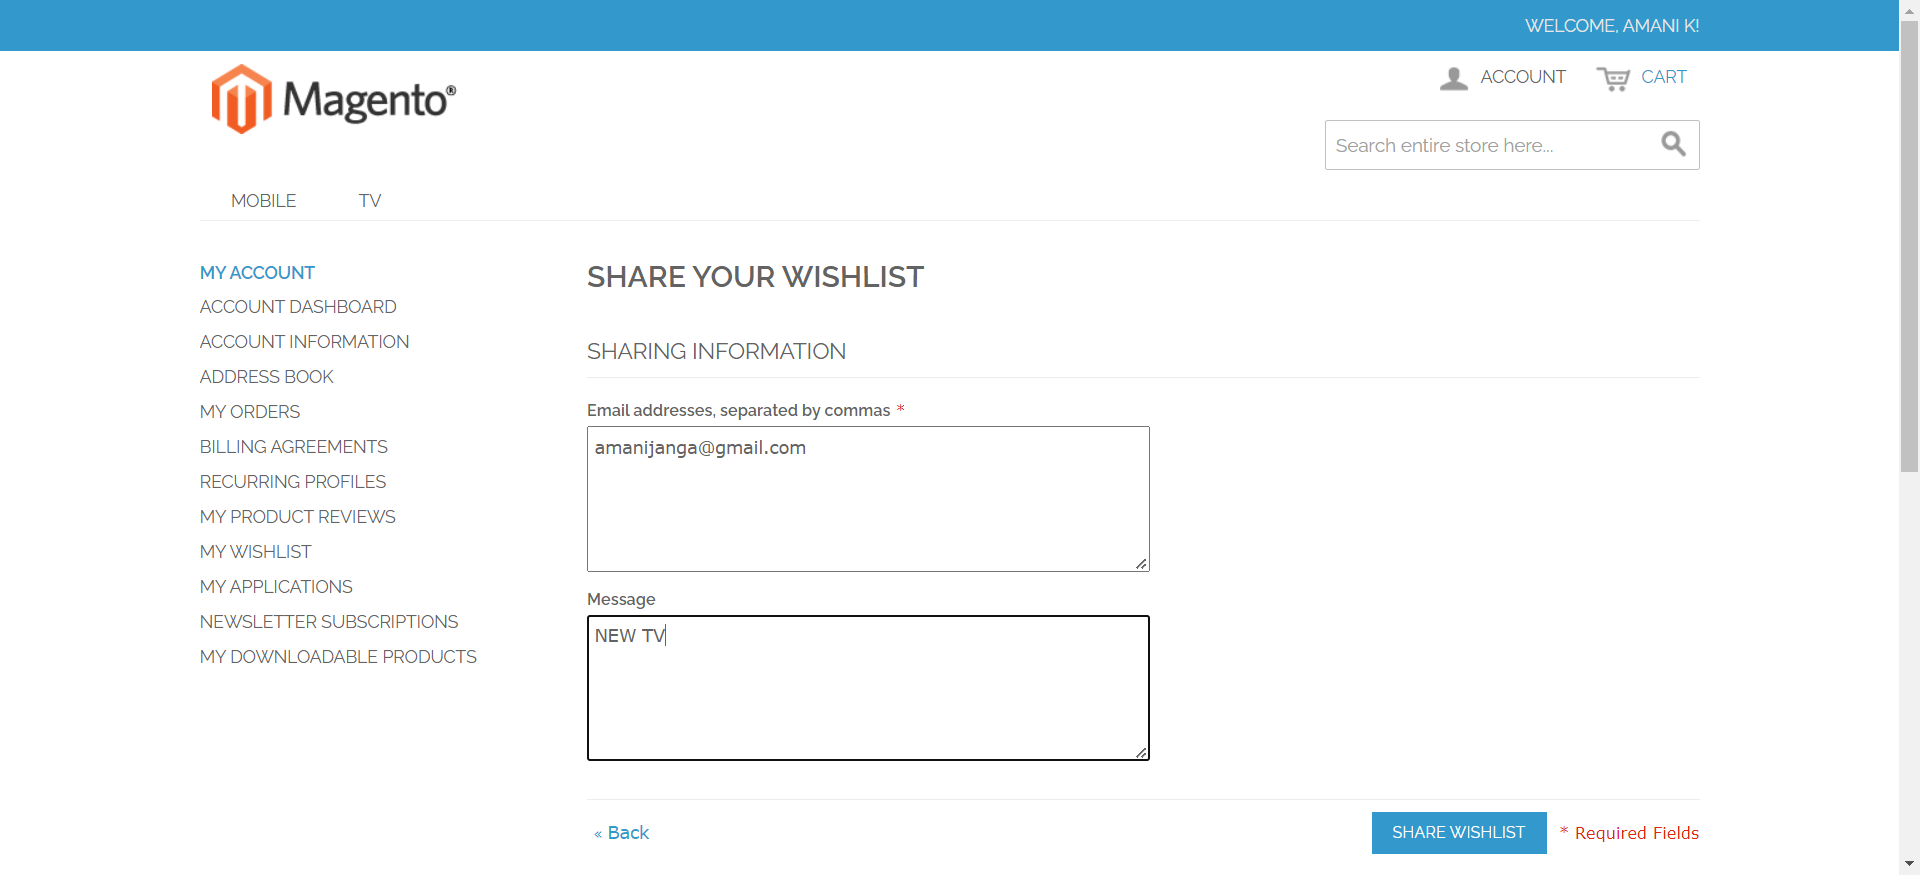 WELCOME, AMANI K!
Magento®
ACCOUNT
CART
Search entire store here...
MOBILE
TV
MY ACCOUNT
ACCOUNT DASHBOARD
ACCOUNT INFORMATION
ADDRESS BOOK
MY ORDERS
BILLING AGREEMENTS
RECURRING PROFILES
MY PRODUCT REVIEWS
MY WISHLIST
MY APPLICATIONS
NEWSLETTER SUBSCRIPTIONS
MY DOWNLOADABLE PRODUCTS
SHARE YOUR WISHLIST
SHARING INFORMATION
Email addresses, separated by commas *
amanijanga@gmail.com
Message
NEW TV
« Back
SHARE WISHLIST
* Required Fields